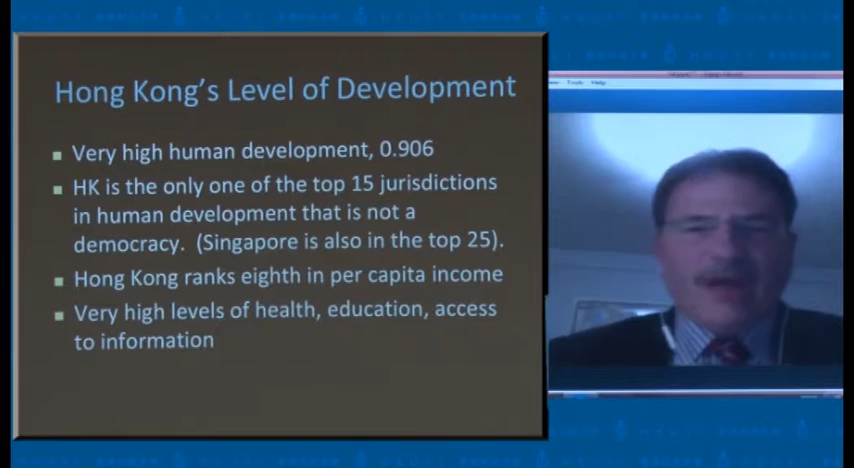 Hong Kong's Level of Development
Very high human development, 0.906
HK is the only one of the top 15 jurisdictions
in human development that is not a
democracy. (Singapore is also in the top 25).
Hong Kong ranks eighth in per capita income
Very high levels of health, education, access
to information
Tools Help